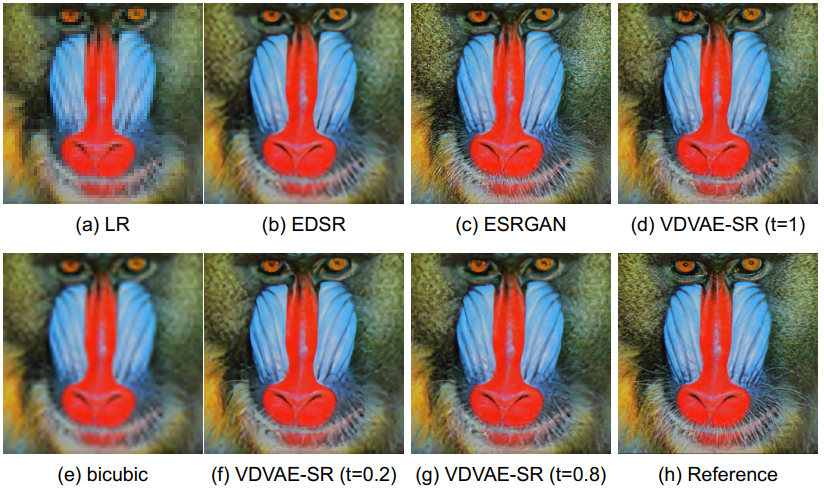 (a) LR
(b) EDSR
(c) ESRGAN
(d) VDVAE-SR (t=1)
(e) bicubic
(f) VDVAE-SR (t=0.2)
(g) VDVAE-SR (t=0.8)
(h) Reference